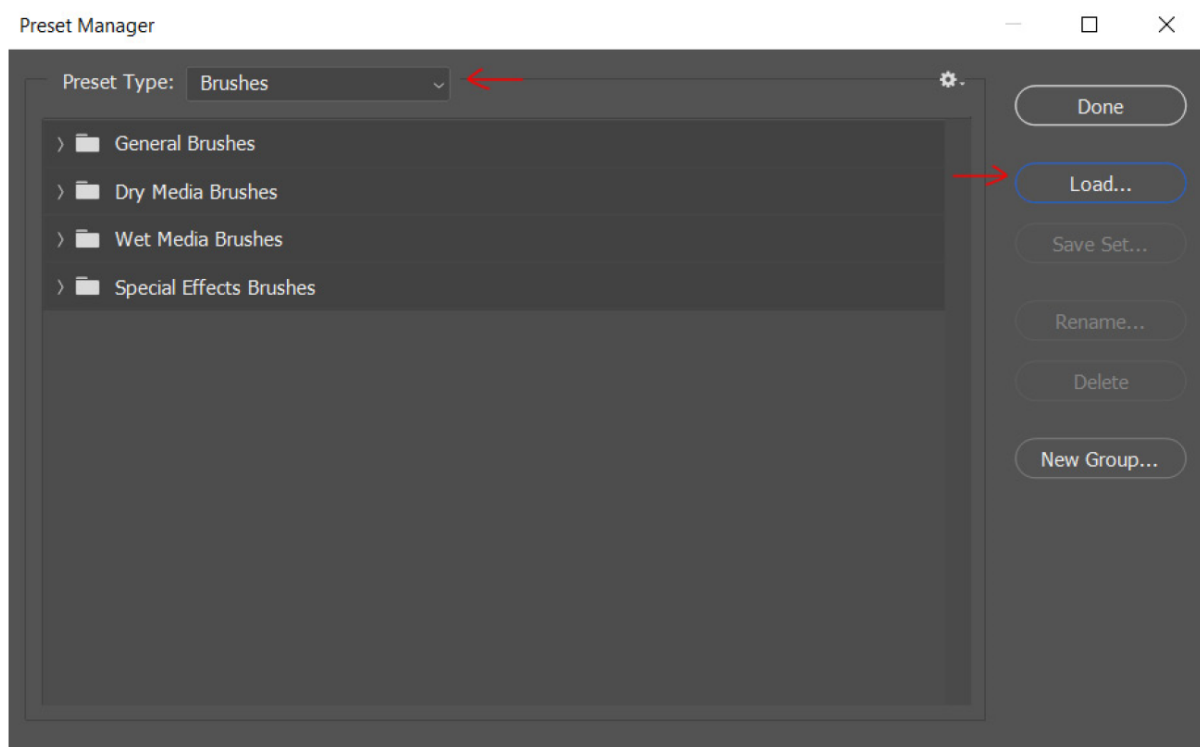 Preset Manager
Preset Type: Brushes
Done
General Brushes
Dry Media Brushes
Load...
Wet Media Brushes
Save Set...
Special Effects Brushes
Rename...
Delete
New Group...